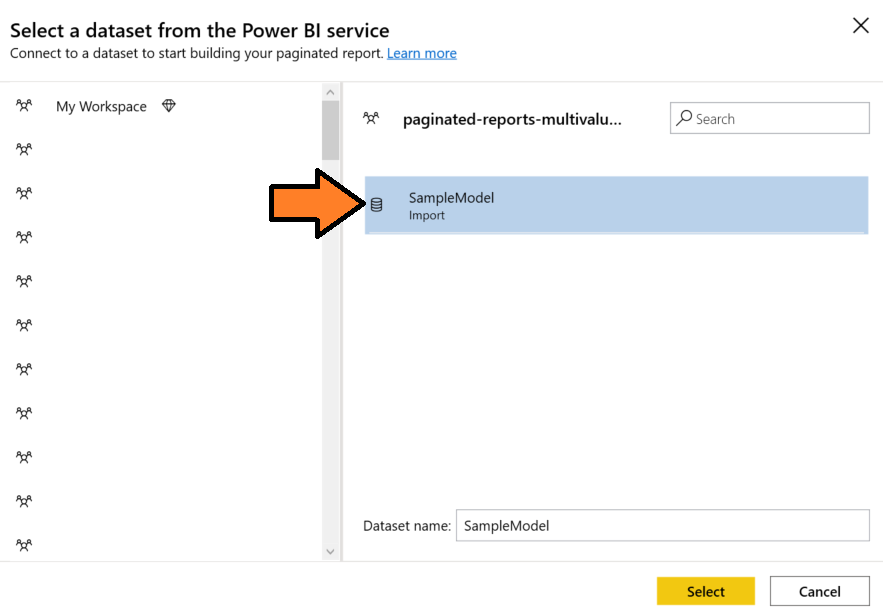 Select a dataset from the Power BI service
Connect to a dataset to start building your paginated report. Learn more
My Workspace
paginated-reports-multivalu...
Search
SampleModel
Import
Dataset name: SampleModel
Select
Cancel